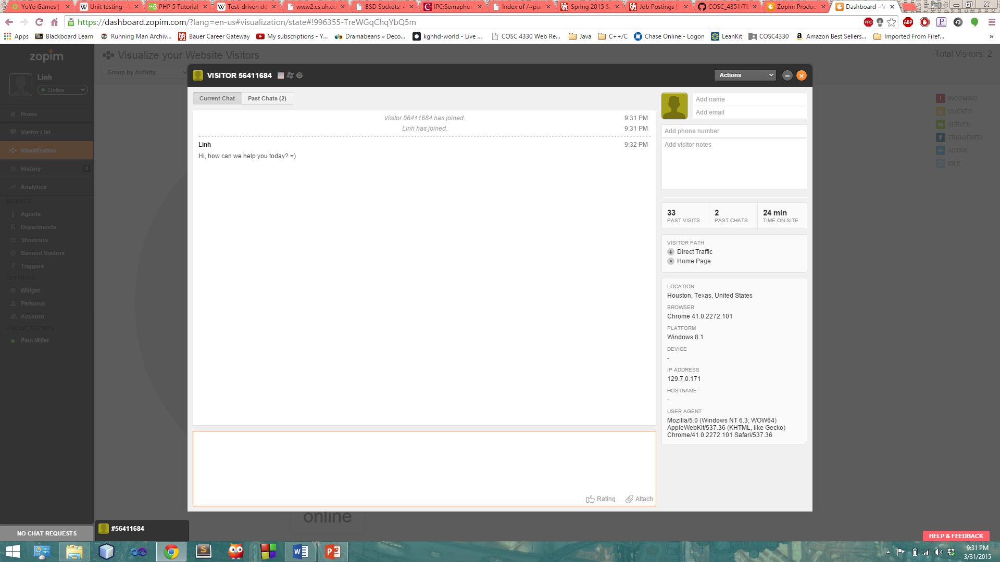 YoYo Games |
Unit testing - W
PHP 5 Tutorial
Test-driven de
www2.cs.uh.ed
BSD Sockets: A
IPC:Semaphor
Index of /~par
Spring 2015 Sa
Job Postings |
COSC_4351/TE
Zopim Produc
Dashboard - V
https://dashboard.zopim.com/?lang=en-us#visualization/state#!996355-TreWGqChqYbQ5m
PRO
ABP
Apps
Blackboard Learn
Running Man Archiv...
Bauer Career Gateway
My subscriptions - Y...
Dramabeans » Deco...
kgnhd-world - Live ...
COSC 4330 Web Re...
Java
C++/C
Chase Online - Logon
LeanKit
COSC4330
Amazon Best Sellers...
Imported From Firef...
»
zopim
Linh
Online
Home
Visitor List
Visualization
History
5
Analytics
MANAGE
Agents
Departments
Shortcuts
Banned Visitors
Triggers
SETTINGS
Widget
Personal
Account
ONLINE AGENTS
Paul Miller
NO CHAT REQUESTS
Visualize your Website Visitors
Total Visitors: 2
Group by Activity
INCOMING
CLICKED
SERVED
TRIGGERED
ACTIVE
IDLE
VISITOR 56411684
Actions
Current Chat
Past Chats (2)
Visitor 56411684 has joined.
9:31 PM
Linh has joined.
9:31 PM
Linh
9:32 PM
Hi, how can we help you today? =)
Rating
Attach
Add name
Add email
Add phone number
Add visitor notes
33
PAST VISITS
2
PAST CHATS
24 min
TIME ON SITE
VISITOR PATH
Direct Traffic
Home Page
LOCATION
Houston, Texas, United States
BROWSER
Chrome 41.0.2272.101
PLATFORM
Windows 8.1
DEVICE
-
IP ADDRESS
129.7.0.171
HOSTNAME
-
USER AGENT
Mozilla/5.0 (Windows NT 6.3; WOW64)
AppleWebKit/537.36 (KHTML, like Gecko)
Chrome/41.0.2272.101 Safari/537.36
online
#56411684
HELP & FEEDBACK
9:31 PM
3/31/2015